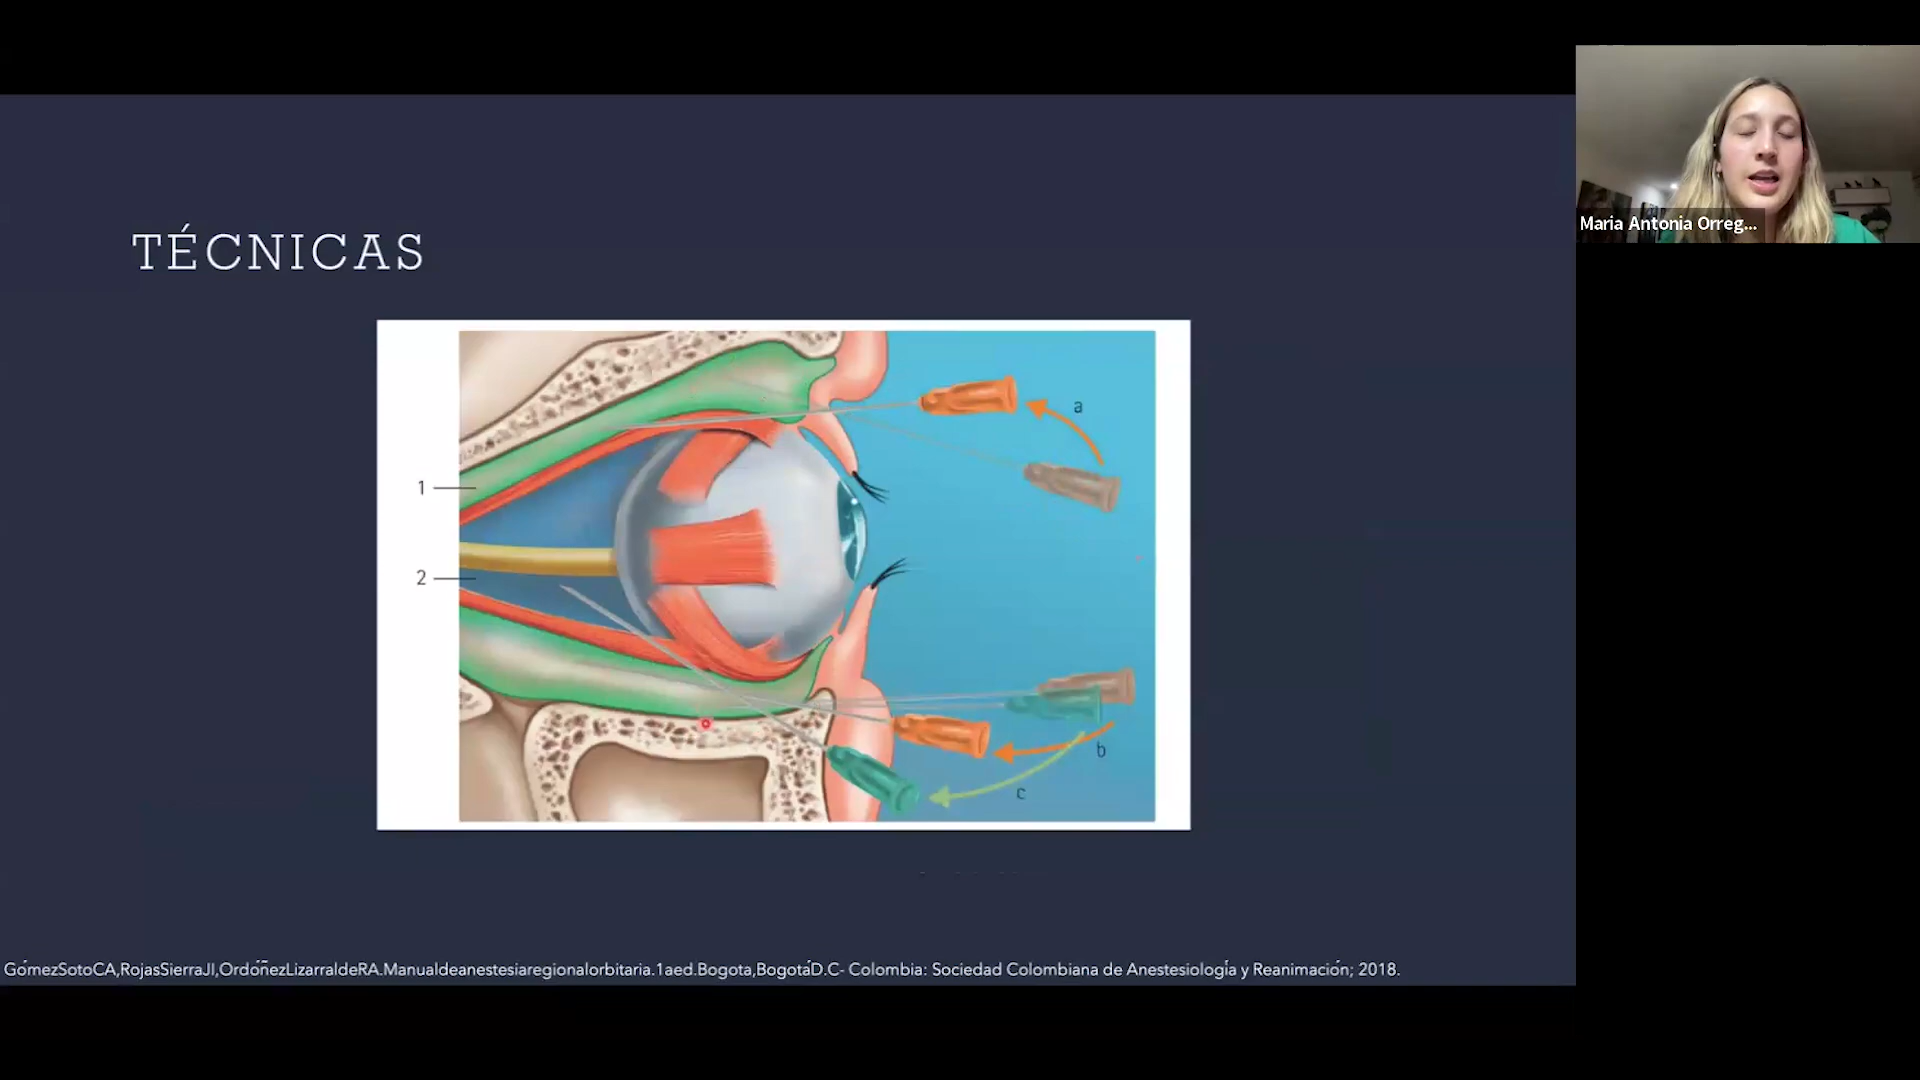 Maria Antonia Orreg...
TÉCNICAS
a
1
2
b
c
GómezSotoCA,RojasSierraJI,OrdóñezLizarraldeRA.Manualdeanestesiaregionalorbitaria.1aed.Bogota,BogotáD.C- Colombia: Sociedad Colombiana de Anestesiología y Reanimación; 2018.